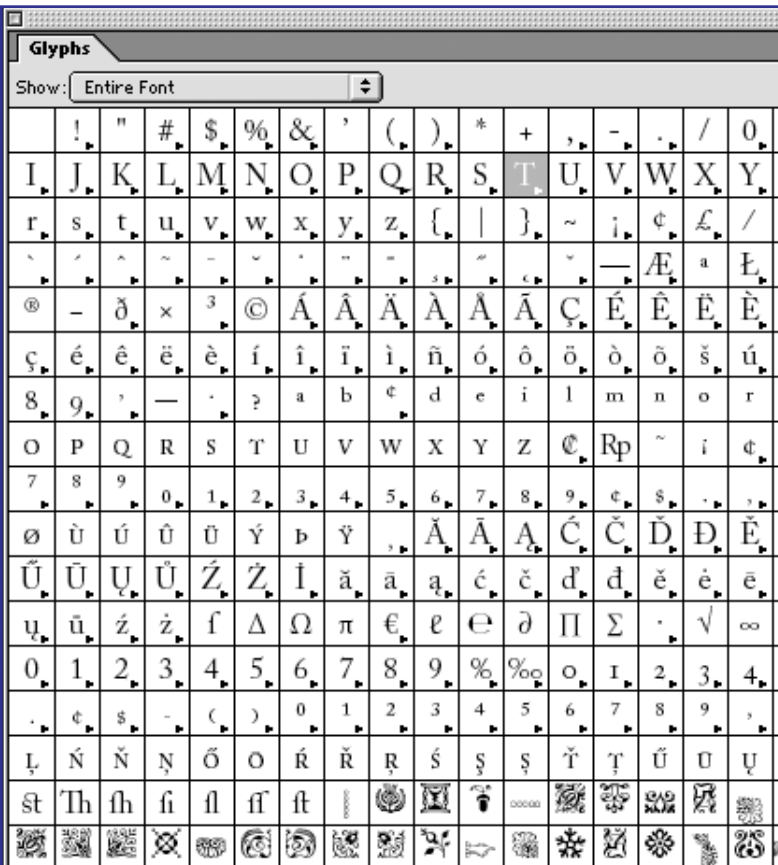 Glyphs
Show: Entire Font
! " # $ % & ' ( ) * + , - . / 0
I J K L M N O P Q R S T U V W X Y
r s t u v w x y z { | } ~ ¡ ¢ £ ⁄
` ´ ˆ ˜ ¯ ˘ ˙ ¨ ¸ ˝ ˛ ˇ — Æ ª Ł
® – ð × ³ © Á Â Ä À Å Ã Ç É Ê Ë È
ç é ê ë è í î ï ì ñ ó ô ö ò õ š ú
8 9 , — . ? a b ¢ d e i l m n o r
O P Q R S T U V W X Y Z ₡ Rp ~ ¡ ¢
7 8 9 0 1 2 3 4 5 6 7 8 9 ¢ $ . ,
Ø Ù Ú Û Ü Ý Þ Ÿ , Ă Ā Ą Ć Č Ď Đ Ě
Ű Ū Ų Ů Ź Ż İ ă ā ą ć č ď đ ě ė ē
ų ū ź ż ſ Δ Ω π € ℓ ℮ ∂ Π Σ · √ ∞
0 1 2 3 4 5 6 7 8 9 % ‰ 0 1 2 3 4
. ¢ $ - ( ) 0 1 2 3 4 5 6 7 8 9 ,
Ļ Ń Ň Ņ Ő Ō Ŕ Ř Ŗ Ś Ş Ș Ť Ţ Ű Ū Ų
st Th fh fi fl ff ft